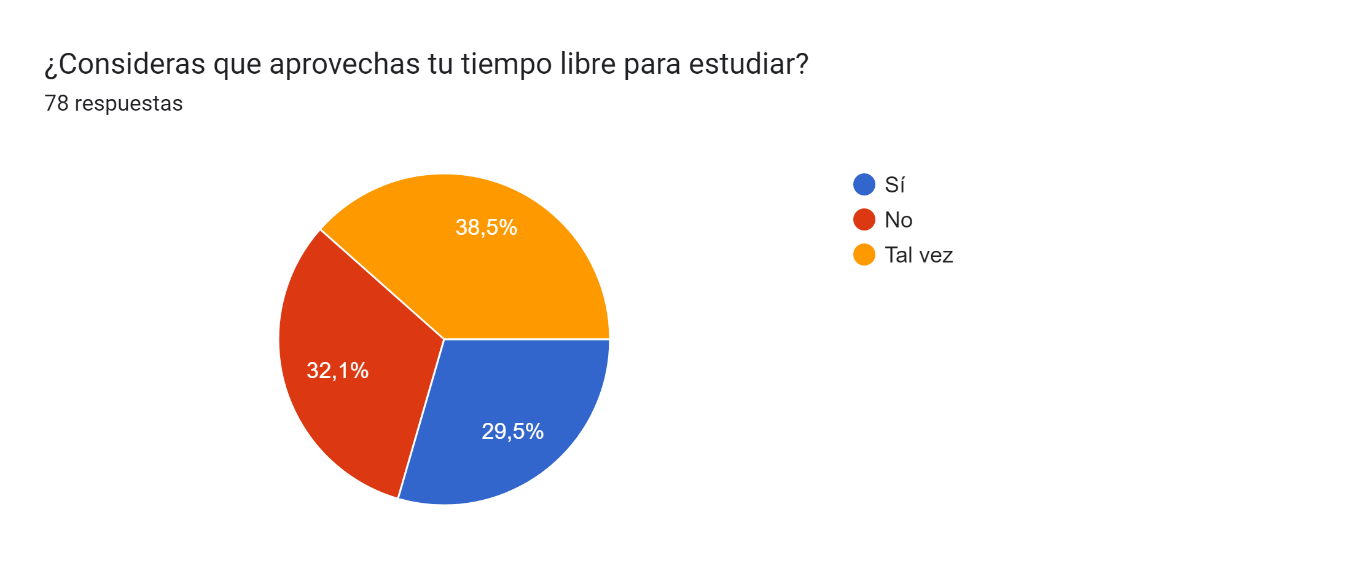 ¿Consideras que aprovechas tu tiempo libre para estudiar?
78 respuestas
38,5%
32,1%
29,5%
Sí
No
Tal vez